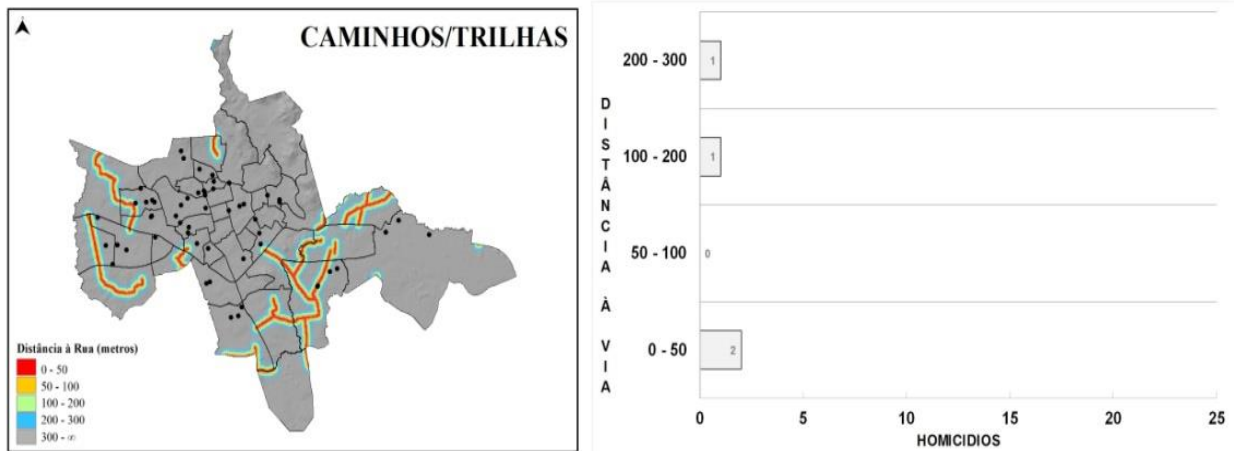 CAMINHOS/TRILHAS
Distância à Rua (metros)
0 - 50
50 - 100
100 - 200
200 - 300
300 - ∞
DISTÂNCIA À VIA
200 - 300
1
100 - 200
1
50 - 100
0
0 - 50
2
0 5 10 15 20 25
HOMICIDIOS